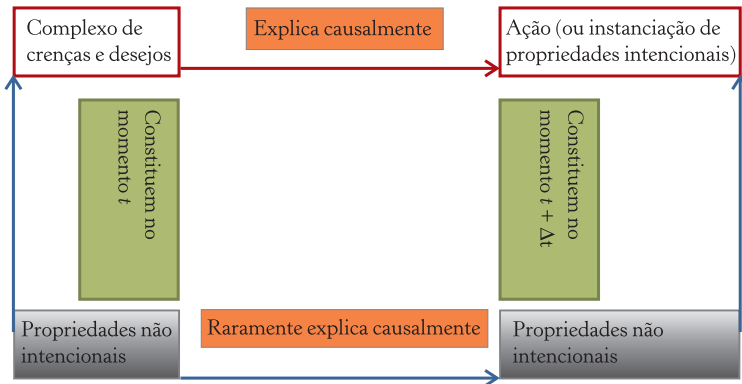 Complexo de
crenças e desejos
Explica causalmente
Ação (ou instanciação de
propriedades intencionais)
Constituem no
momento t
Constituem no
momento t + Δt
Propriedades não
intencionais
Raramente explica causalmente
Propriedades não
intencionais